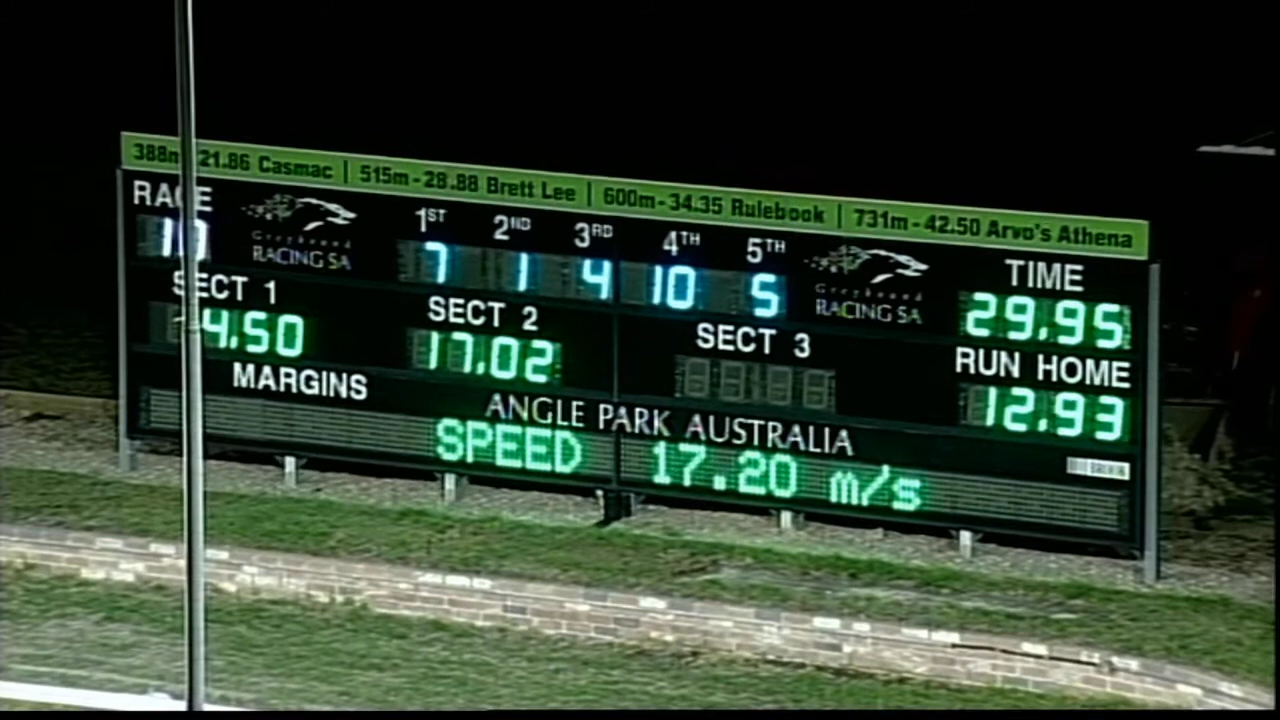 388m 21.86 Casmac | 515m-28.88 Brett Lee | 600m-34.35 Rulebook | 731m-42.50 Arvo's Athena
RACE 1ST 2ND 3RD 4TH 5TH TIME
10 Greyhound RACING SA 7 1 4 10 5 Greyhound RACING SA 29.95
SECT 1 SECT 2 SECT 3 RUN HOME
4.50 17.02 12.93
MARGINS ANGLE PARK AUSTRALIA
SPEED 17.20 m/s